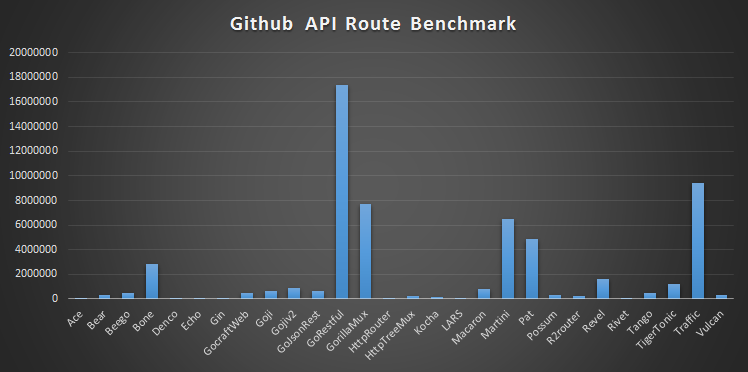 Github API Route Benchmark
20000000
18000000
16000000
14000000
12000000
10000000
8000000
6000000
4000000
2000000
0
Ace
Bear
Beego
Bone
Denco
Echo
Gin
GocraftWeb
Goji
Gojiv2
GoJsonRest
GoRestful
GorillaMux
HttpRouter
HttpTreeMux
Kocha
LARS
Macaron
Martini
Pat
Possum
R2router
Revel
Rivet
Tango
TigerTonic
Traffic
Vulcan